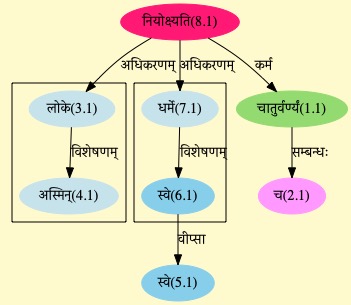 नियोक्ष्यति(8.1)
अधिकरणम् अधिकरणम् कर्म
लोके(3.1) धर्मे(7.1) चातुर्वर्ण्यं(1.1)
विशेषणम् विशेषणम् सम्बन्धः
अस्मिन्(4.1) स्वे(6.1) च(2.1)
वीप्सा
स्वे(5.1)